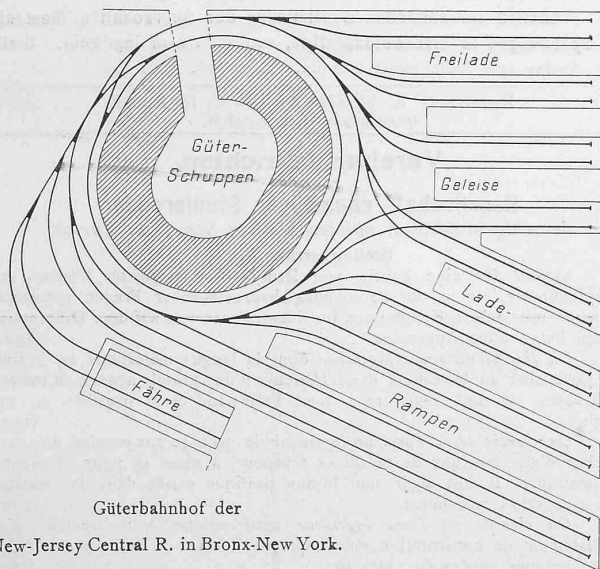 Freilade
Güter-
Schuppen
Geleise
Lade
Rampen
Fähre
Güterbahnhof der
New-Jersey Central R. in Bronx-New York.